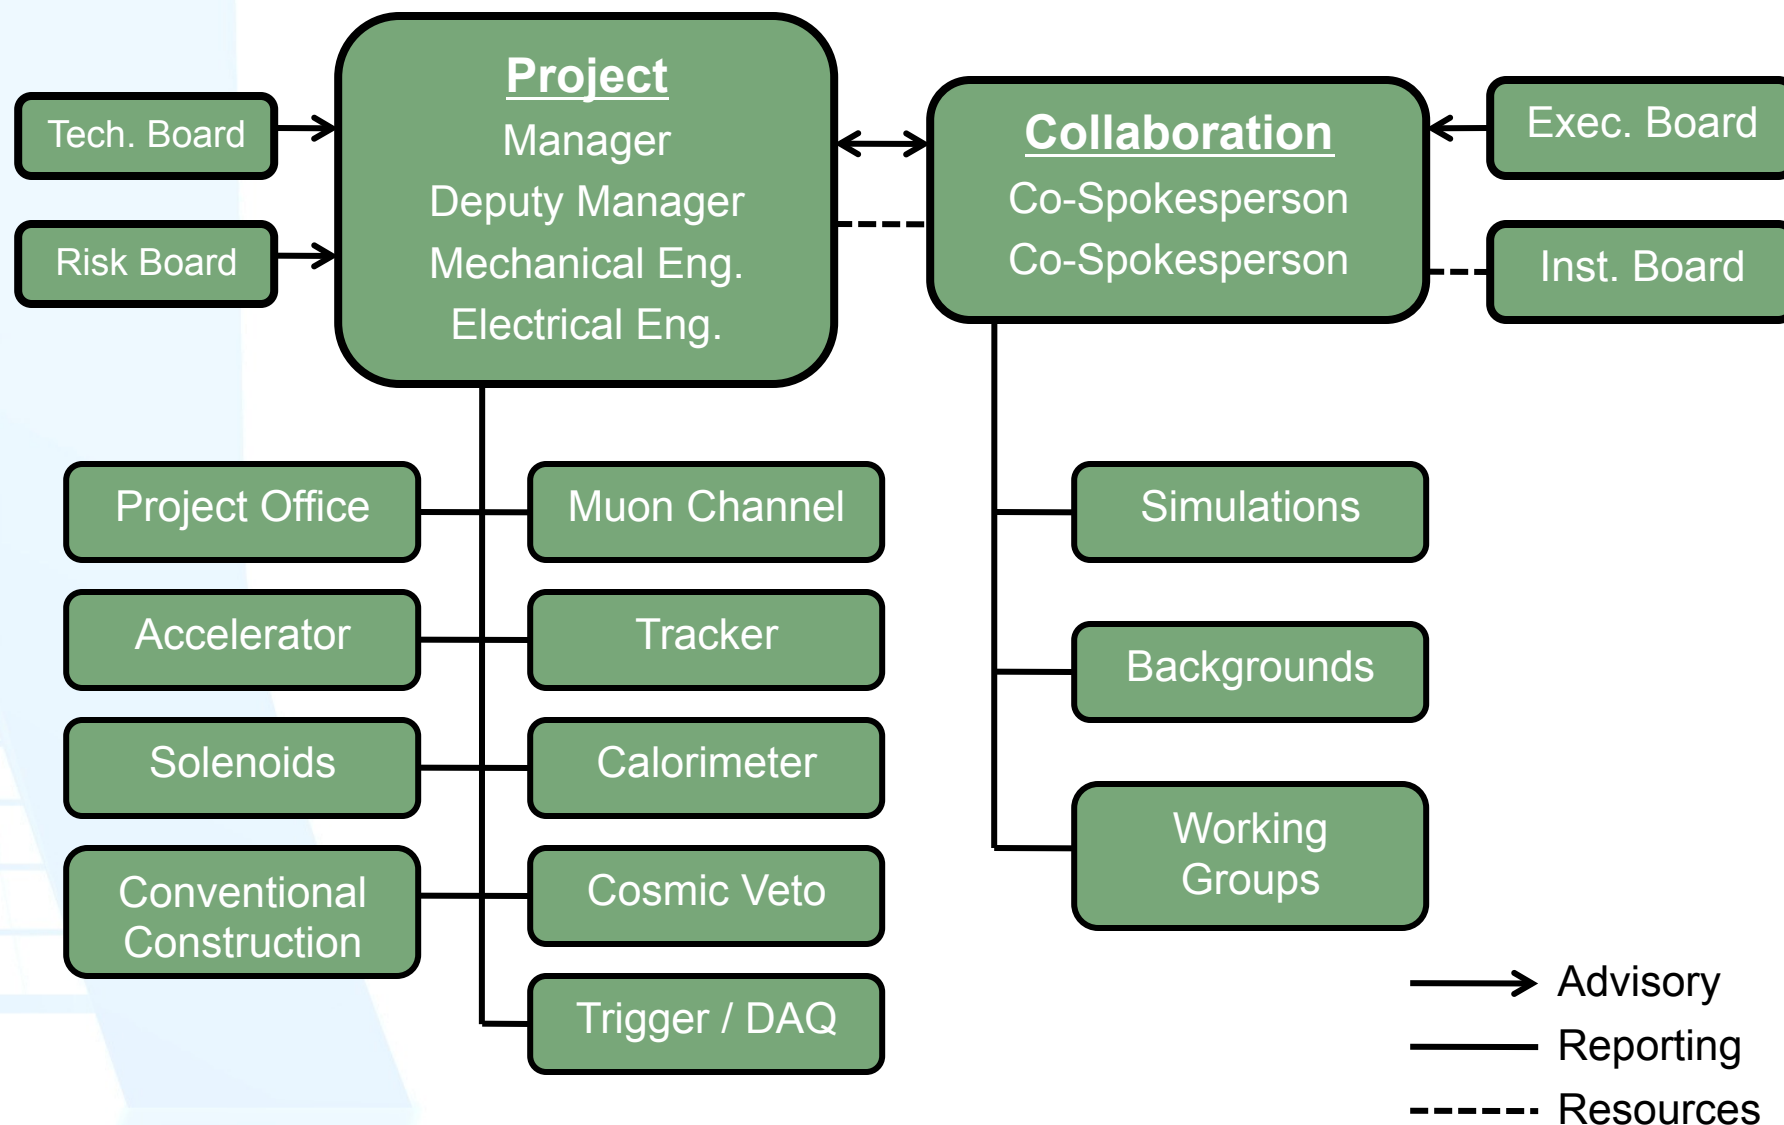 Project
Manager
Deputy Manager
Mechanical Eng.
Electrical Eng.
Tech. Board
Risk Board
Collaboration
Co-Spokesperson
Co-Spokesperson
Exec. Board
Inst. Board
Project Office
Muon Channel
Accelerator
Tracker
Solenoids
Calorimeter
Conventional
Construction
Cosmic Veto
Trigger / DAQ
Simulations
Backgrounds
Working
Groups
Advisory
Reporting
Resources